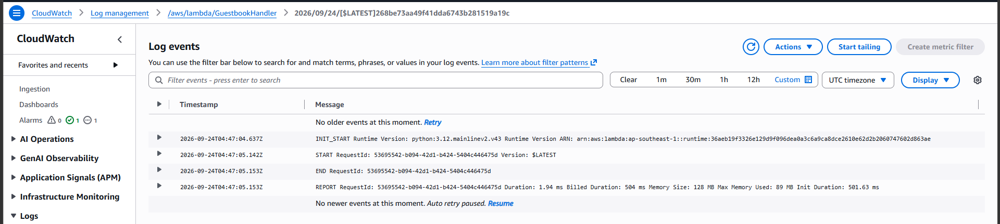 CloudWatch > Log management > /aws/lambda/GuestbookHandler > 2026/09/24/[$LATEST]268be73aa49f41dda6743b281519a19c
CloudWatch
Favorites and recents
Ingestion
Dashboards
Alarms 0 1 1
AI Operations
GenAI Observability
Application Signals (APM)
Infrastructure Monitoring
Logs
Log events
Actions
Start tailing
Create metric filter
You can use the filter bar below to search for and match terms, phrases, or values in your log events. Learn more about filter patterns
Filter events - press enter to search
Clear 1m 30m 1h 12h Custom
UTC timezone
Display
Timestamp Message
No older events at this moment. Retry
2026-09-24T04:47:04.637Z INIT_START Runtime Version: python:3.12.mainlinev2.v43 Runtime Version ARN: arn:aws:lambda:ap-southeast-1::runtime:36aeb19f3326e129d9f096dea0a3c6a9ca8dce2610e62d2b2060747602d863ae
2026-09-24T04:47:05.142Z START RequestId: 53695542-b094-42d1-b424-5404c446475d Version: $LATEST
2026-09-24T04:47:05.153Z END RequestId: 53695542-b094-42d1-b424-5404c446475d
2026-09-24T04:47:05.153Z REPORT RequestId: 53695542-b094-42d1-b424-5404c446475d Duration: 1.94 ms Billed Duration: 504 ms Memory Size: 128 MB Max Memory Used: 89 MB Init Duration: 501.63 ms
No newer events at this moment. Auto retry paused. Resume